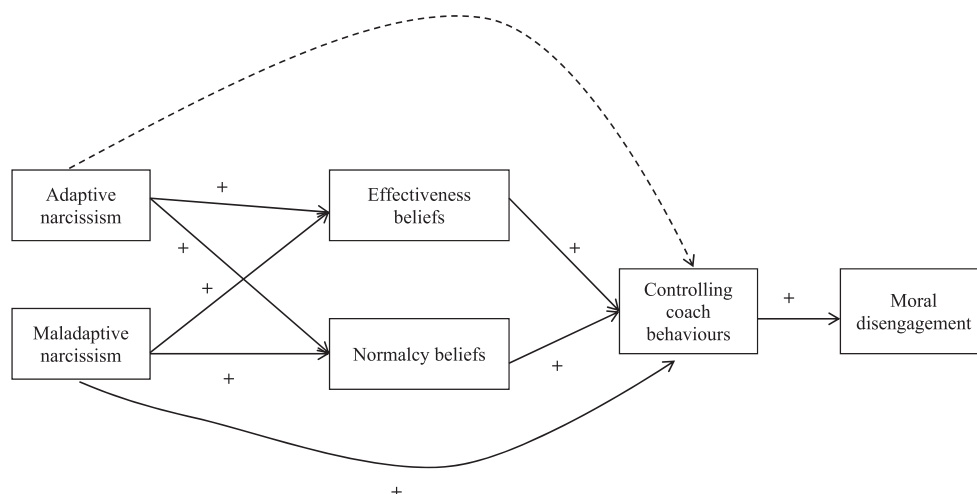 Adaptive
narcissism
+
Effectiveness
beliefs
+
+
+
Maladaptive
narcissism
+
Normalcy beliefs
+
Controlling
coach
behaviours
+
Moral
disengagement
+